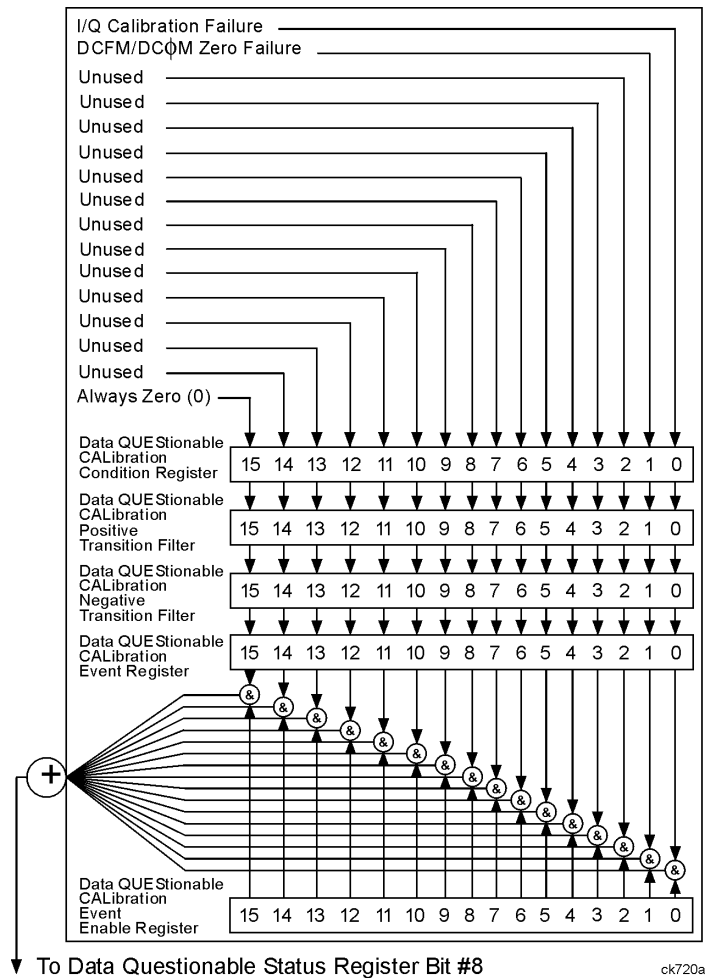 I/Q Calibration Failure
DCFM/DCΦM Zero Failure
Unused
Unused
Unused
Unused
Unused
Unused
Unused
Unused
Unused
Unused
Unused
Unused
Unused
Always Zero (0)
Data QUEStionable
CALibration
Condition Register
15 14 13 12 11 10 9 8 7 6 5 4 3 2 1 0
Data QUEStionable
CALibration
Positive
Transition Filter
15 14 13 12 11 10 9 8 7 6 5 4 3 2 1 0
Data QUEStionable
CALibration
Negative
Transition Filter
15 14 13 12 11 10 9 8 7 6 5 4 3 2 1 0
Data QUEStionable
CALibration
Event Register
15 14 13 12 11 10 9 8 7 6 5 4 3 2 1 0
& & & & & & & & & & & & & & & &
+
Data QUEStionable
CALibration
Event
Enable Register
15 14 13 12 11 10 9 8 7 6 5 4 3 2 1 0
To Data Questionable Status Register Bit #8
ck720a